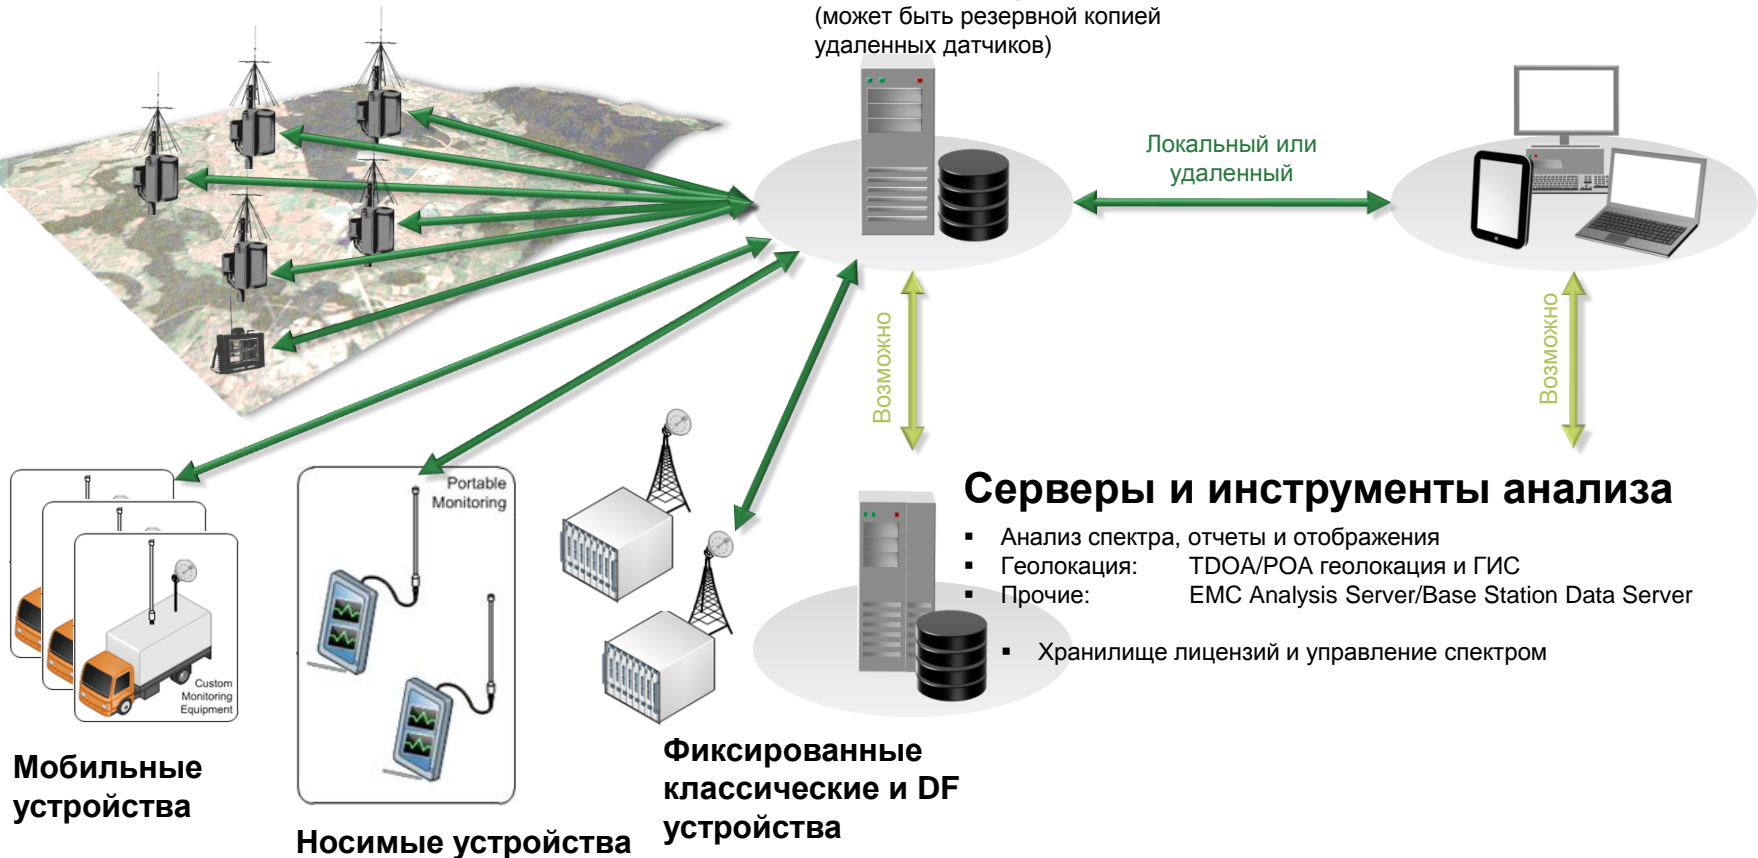 (может быть резервной копией
удаленных датчиков)
Локальный или
удаленный
Возможно
Возможно
Portable
Monitoring
Custom
Monitoring
Equipment
Серверы и инструменты анализа
▪ Анализ спектра, отчеты и отображения
▪ Геолокация: TDOA/POA геолокация и ГИС
▪ Прочие: EMC Analysis Server/Base Station Data Server
▪ Хранилище лицензий и управление спектром
Мобильные
устройства
Носимые устройства
Фиксированные
классические и DF
устройства